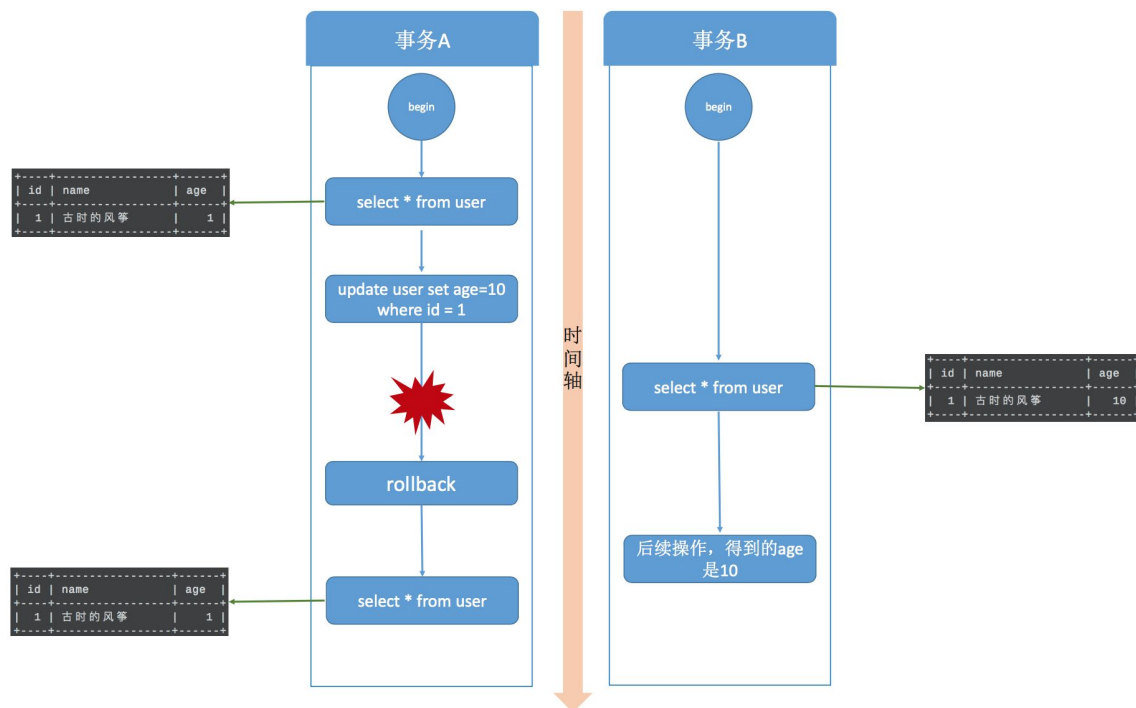 事务A
begin
+----+-----------------+------+
| id | name | age |
+----+-----------------+------+
| 1 | 古时的风筝 | 1 |
+----+-----------------+------+
select * from user
update user set age=10
where id = 1
rollback
+----+-----------------+------+
| id | name | age |
+----+-----------------+------+
| 1 | 古时的风筝 | 1 |
+----+-----------------+------+
select * from user
时
间
轴
事务B
begin
select * from user
+----+-----------------+------+
| id | name | age
+----+-----------------+------+
| 1 | 古时的风筝 | 10
+----+-----------------+------+
后续操作，得到的age
是10